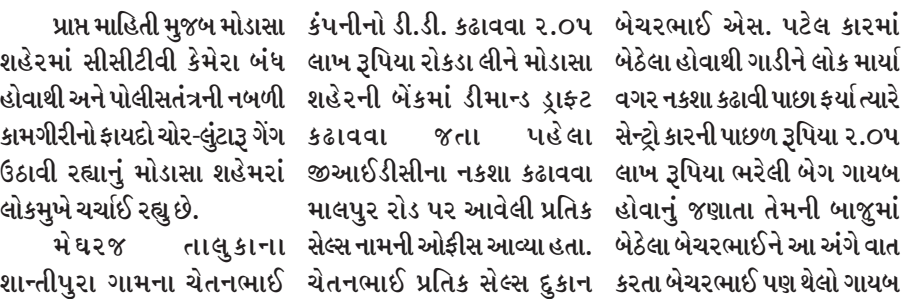 પ્રાપ્ત માહિતી મુજબ મોડાસા
શહેરમાં સીસીટીવી કેમેરા બંધ
હોવાથી અને પોલીસતંત્રની નબળી
કામગીરીનો ફાયદો ચોર-લુંટારૂ ગેંગ
ઉઠાવી રહ્યાનું મોડાસા શહેમરાં
લોકમુખે ચર્ચાઈ રહ્યુ છે.
મેઘરજ તાલુકાના
શાન્તીપુરા ગામના ચેતનભાઈ
કંપનીનો ડી.ડી. કઢાવવા ૨.૦૫
લાખ રૂપિયા રોકડા લીને મોડાસા
શહેરની બેંકમાં ડીમાન્ડ ડ્રાફ્ટ
કઢાવવા જતા પહેલા
જીઆઈડીસીના નકશા કઢાવવા
માલપુર રોડ પર આવેલી પ્રતિક
સેલ્સ નામની ઓફીસ આવ્યા હતા.
ચેતનભાઈ પ્રતિક સેલ્સ દુકાન
બેચરભાઈ એસ. પટેલ કારમાં
બેઠેલા હોવાથી ગાડીને લોક માર્યા
વગર નકશા કઢાવી પાછા ફર્યા ત્યારે
સેન્ટ્રો કારની પાછળ રૂપિયા ૨.૦૫
લાખ રૂપિયા ભરેલી બેગ ગાયબ
હોવાનું જણાતા તેમની બાજુમાં
બેઠેલા બેચરભાઈને આ અંગે વાત
કરતા બેચરભાઈ પણ થેલો ગાયબ